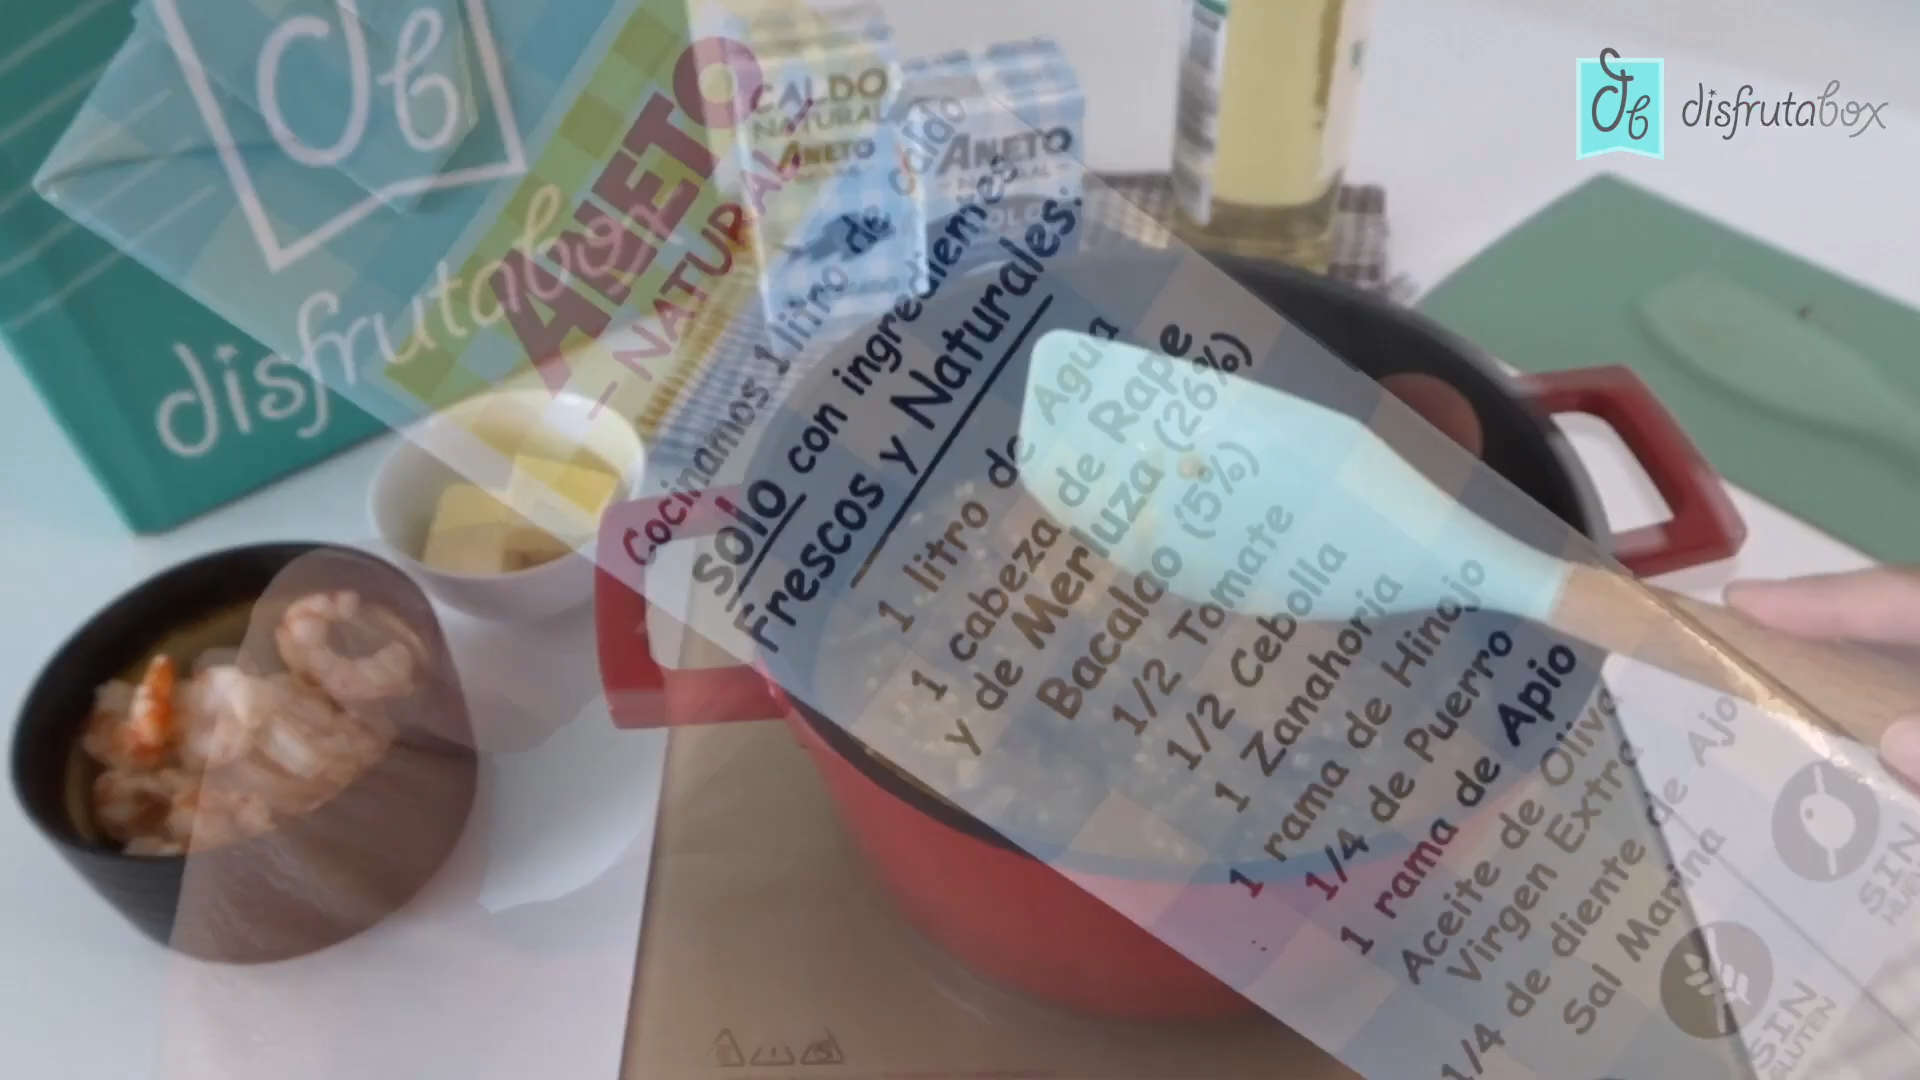 disfrutabox
disfrutabox
CALDO
NATURAL
ANETO
ANETO
NATURAL
ANETO
NATURAL
Cocinamos 1 litro de caldo
solo con ingredientes
Frescos y Naturales:
1 litro de Agua
1 cabeza de Rape
y de Merluza (26%)
Bacalao (5%)
1/2 Tomate
1/2 Cebolla
1 Zanahoria
1 rama de Hinojo
1/4 de Puerro
1 rama de Apio
Aceite de Oliva
Virgen Extra
1/4 de diente de Ajo
Sal Marina
SIN
GLUTEN
SIN